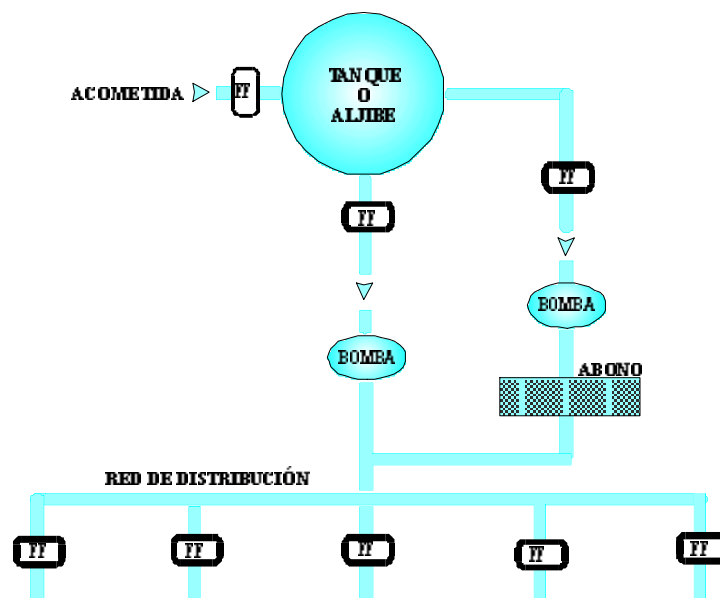 TANQUE
O
ALJIBE
ACOMETIDA
FF
FF
FF
BOMBA
BOMBA
ABONO
RED DE DISTRIBUCIÓN
FF
FF
FF
FF
FF